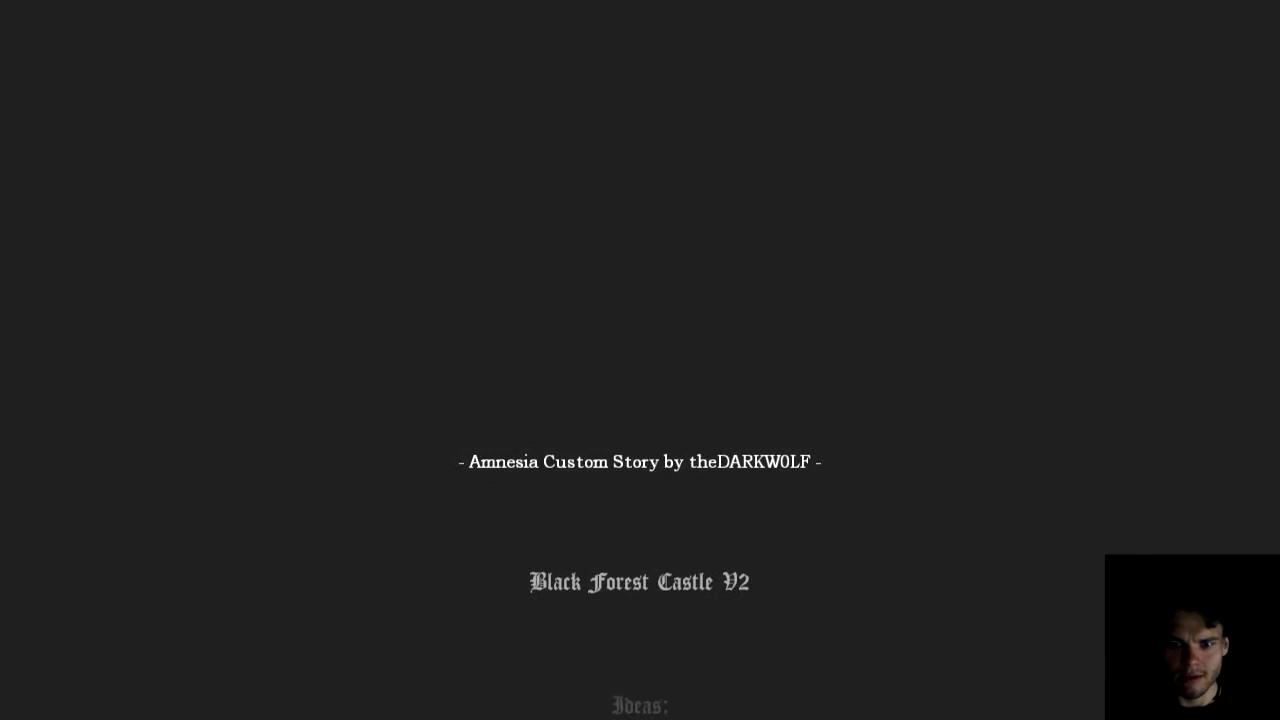 - Amnesia Custom Story by theDARKW0LF -
Black Forest Castle V2
Ideas: